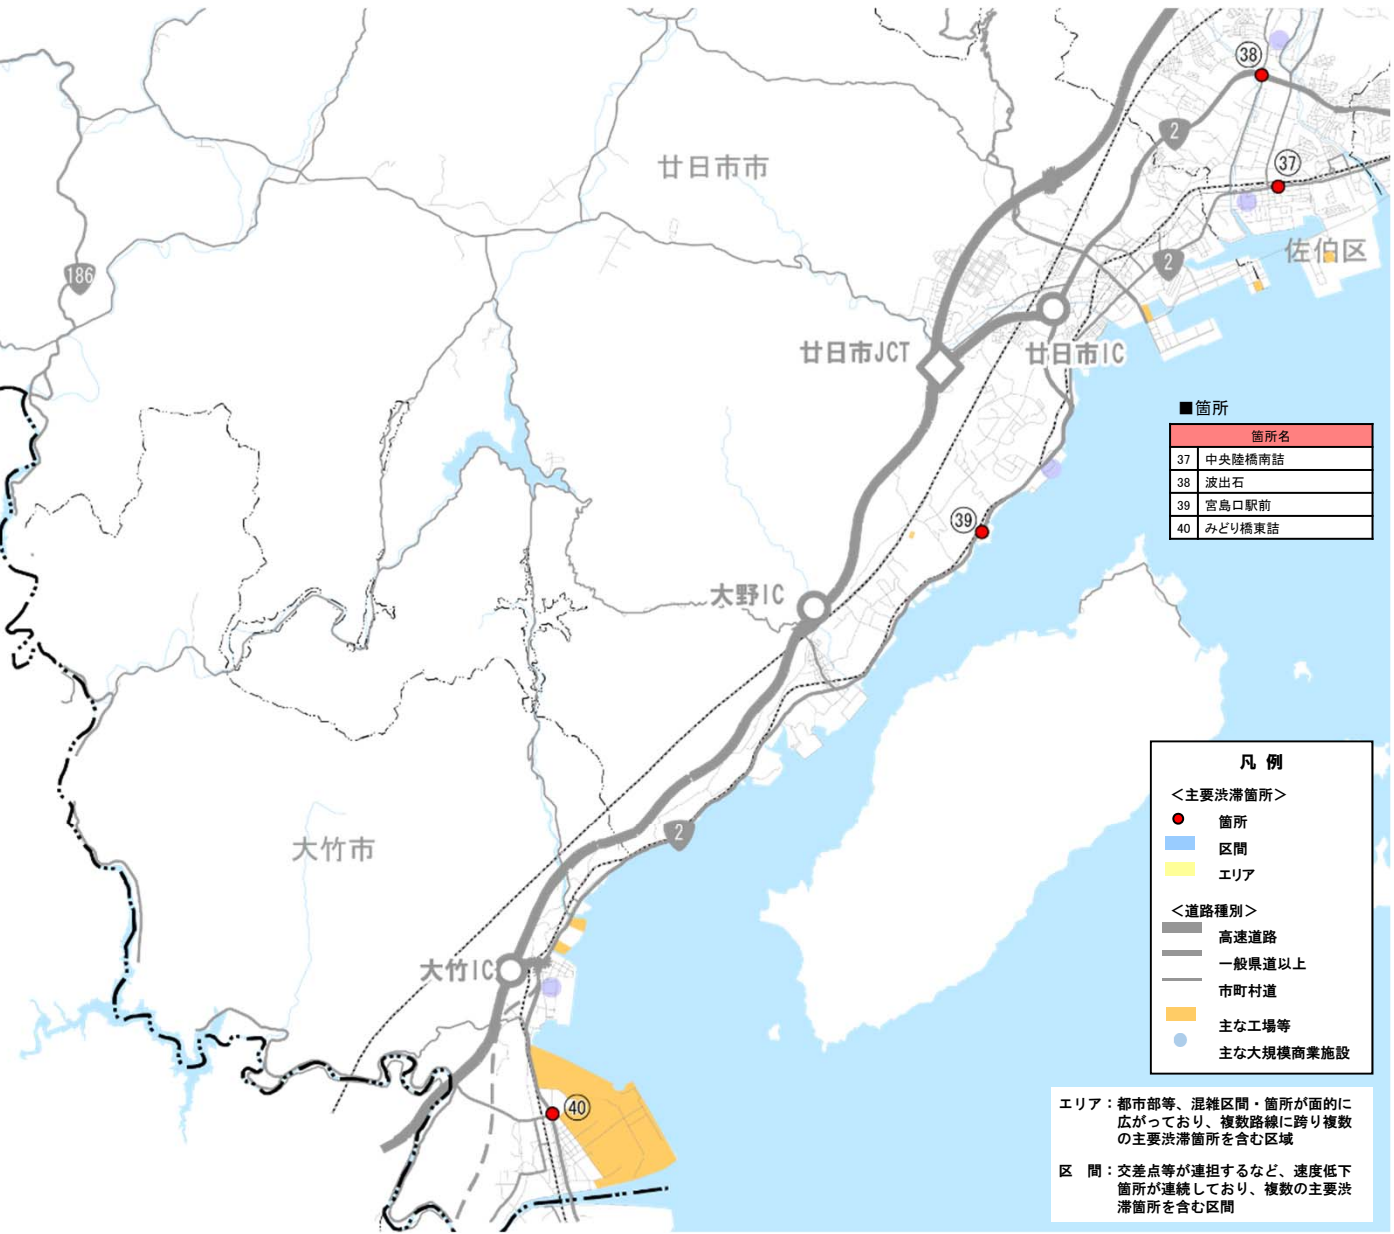 38
2
37
廿日市市
佐伯区
186
2
廿日市JCT
廿日市IC
■箇所
箇所名
37 中央陸橋南詰
38 波出石
39 宮島口駅前
40 みどり橋東詰
39
大野IC
凡 例
＜主要渋滞箇所＞
箇所
区間
エリア
＜道路種別＞
高速道路
一般県道以上
市町村道
主な工場等
主な大規模商業施設
2
大竹市
大竹IC
40
エリア：都市部等、混雑区間・箇所が面的に
広がっており、複数路線に跨り複数
の主要渋滞箇所を含む区域
区　間：交差点等が連担するなど、速度低下
箇所が連続しており、複数の主要渋
滞箇所を含む区間